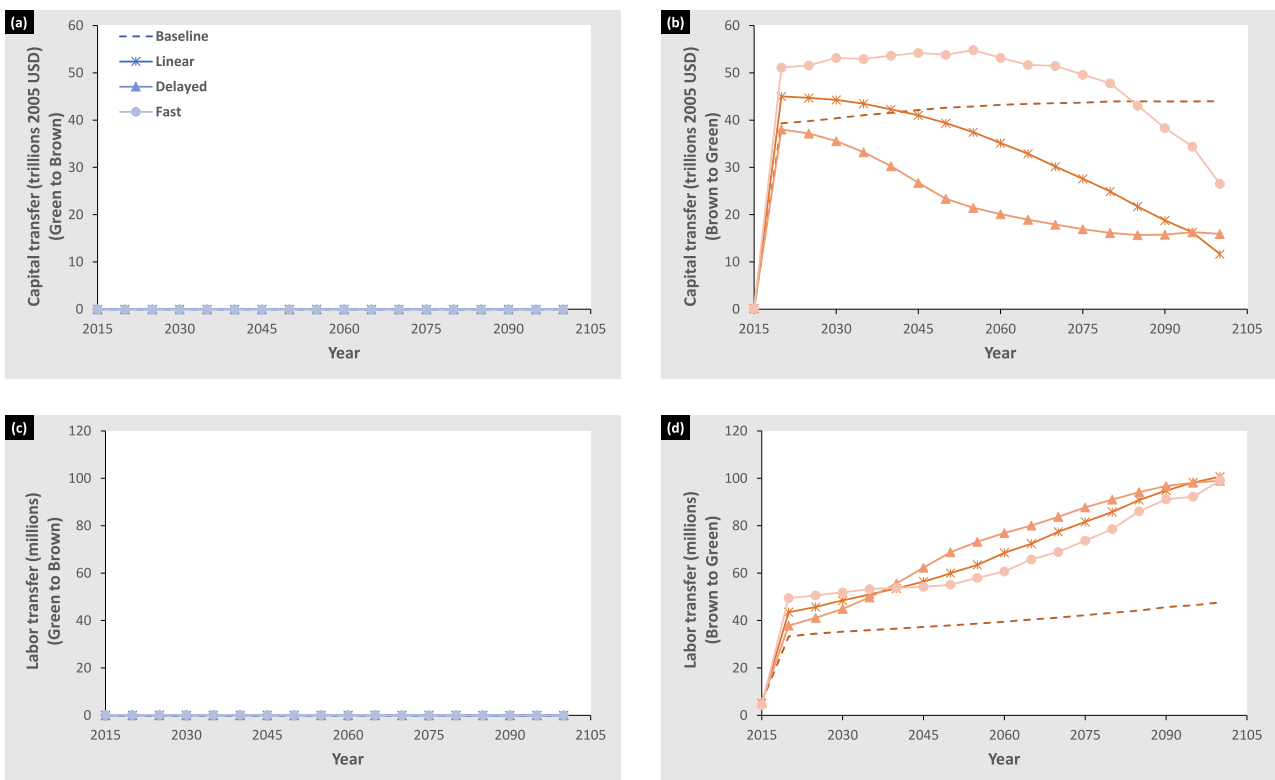 (a)
Capital transfer (trillions 2005 USD)
(Green to Brown)
60
50
40
30
20
10
0
Baseline
Linear
Delayed
Fast
2015 2030 2045 2060 2075 2090 2105
Year
(b)
Capital transfer (trillions 2005 USD)
(Brown to Green)
60
50
40
30
20
10
0
2015 2030 2045 2060 2075 2090 2105
Year
(c)
Labor transfer (millions)
(Green to Brown)
120
100
80
60
40
20
0
2015 2030 2045 2060 2075 2090 2105
Year
(d)
Labor transfer (millions)
(Brown to Green)
120
100
80
60
40
20
0
2015 2030 2045 2060 2075 2090 2105
Year